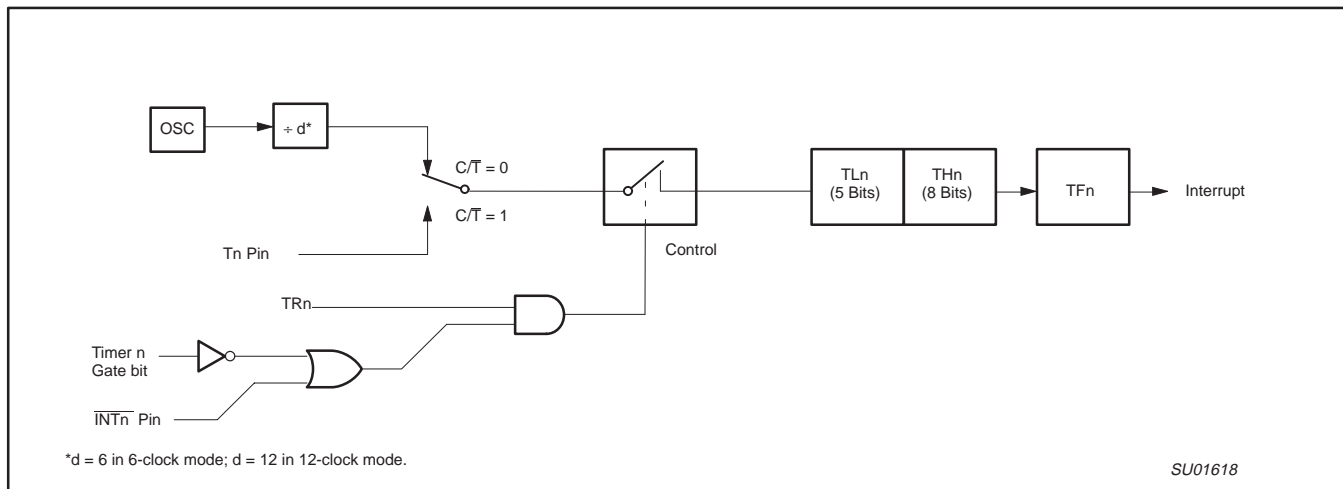 OSC
÷ d*
C/T̅ = 0
C/T̅ = 1
Tn Pin
Control
TLn
(5 Bits)
THn
(8 Bits)
TFn
Interrupt
TRn
Timer n
Gate bit
I̅N̅T̅n̅ Pin
*d = 6 in 6-clock mode; d = 12 in 12-clock mode.
SU01618